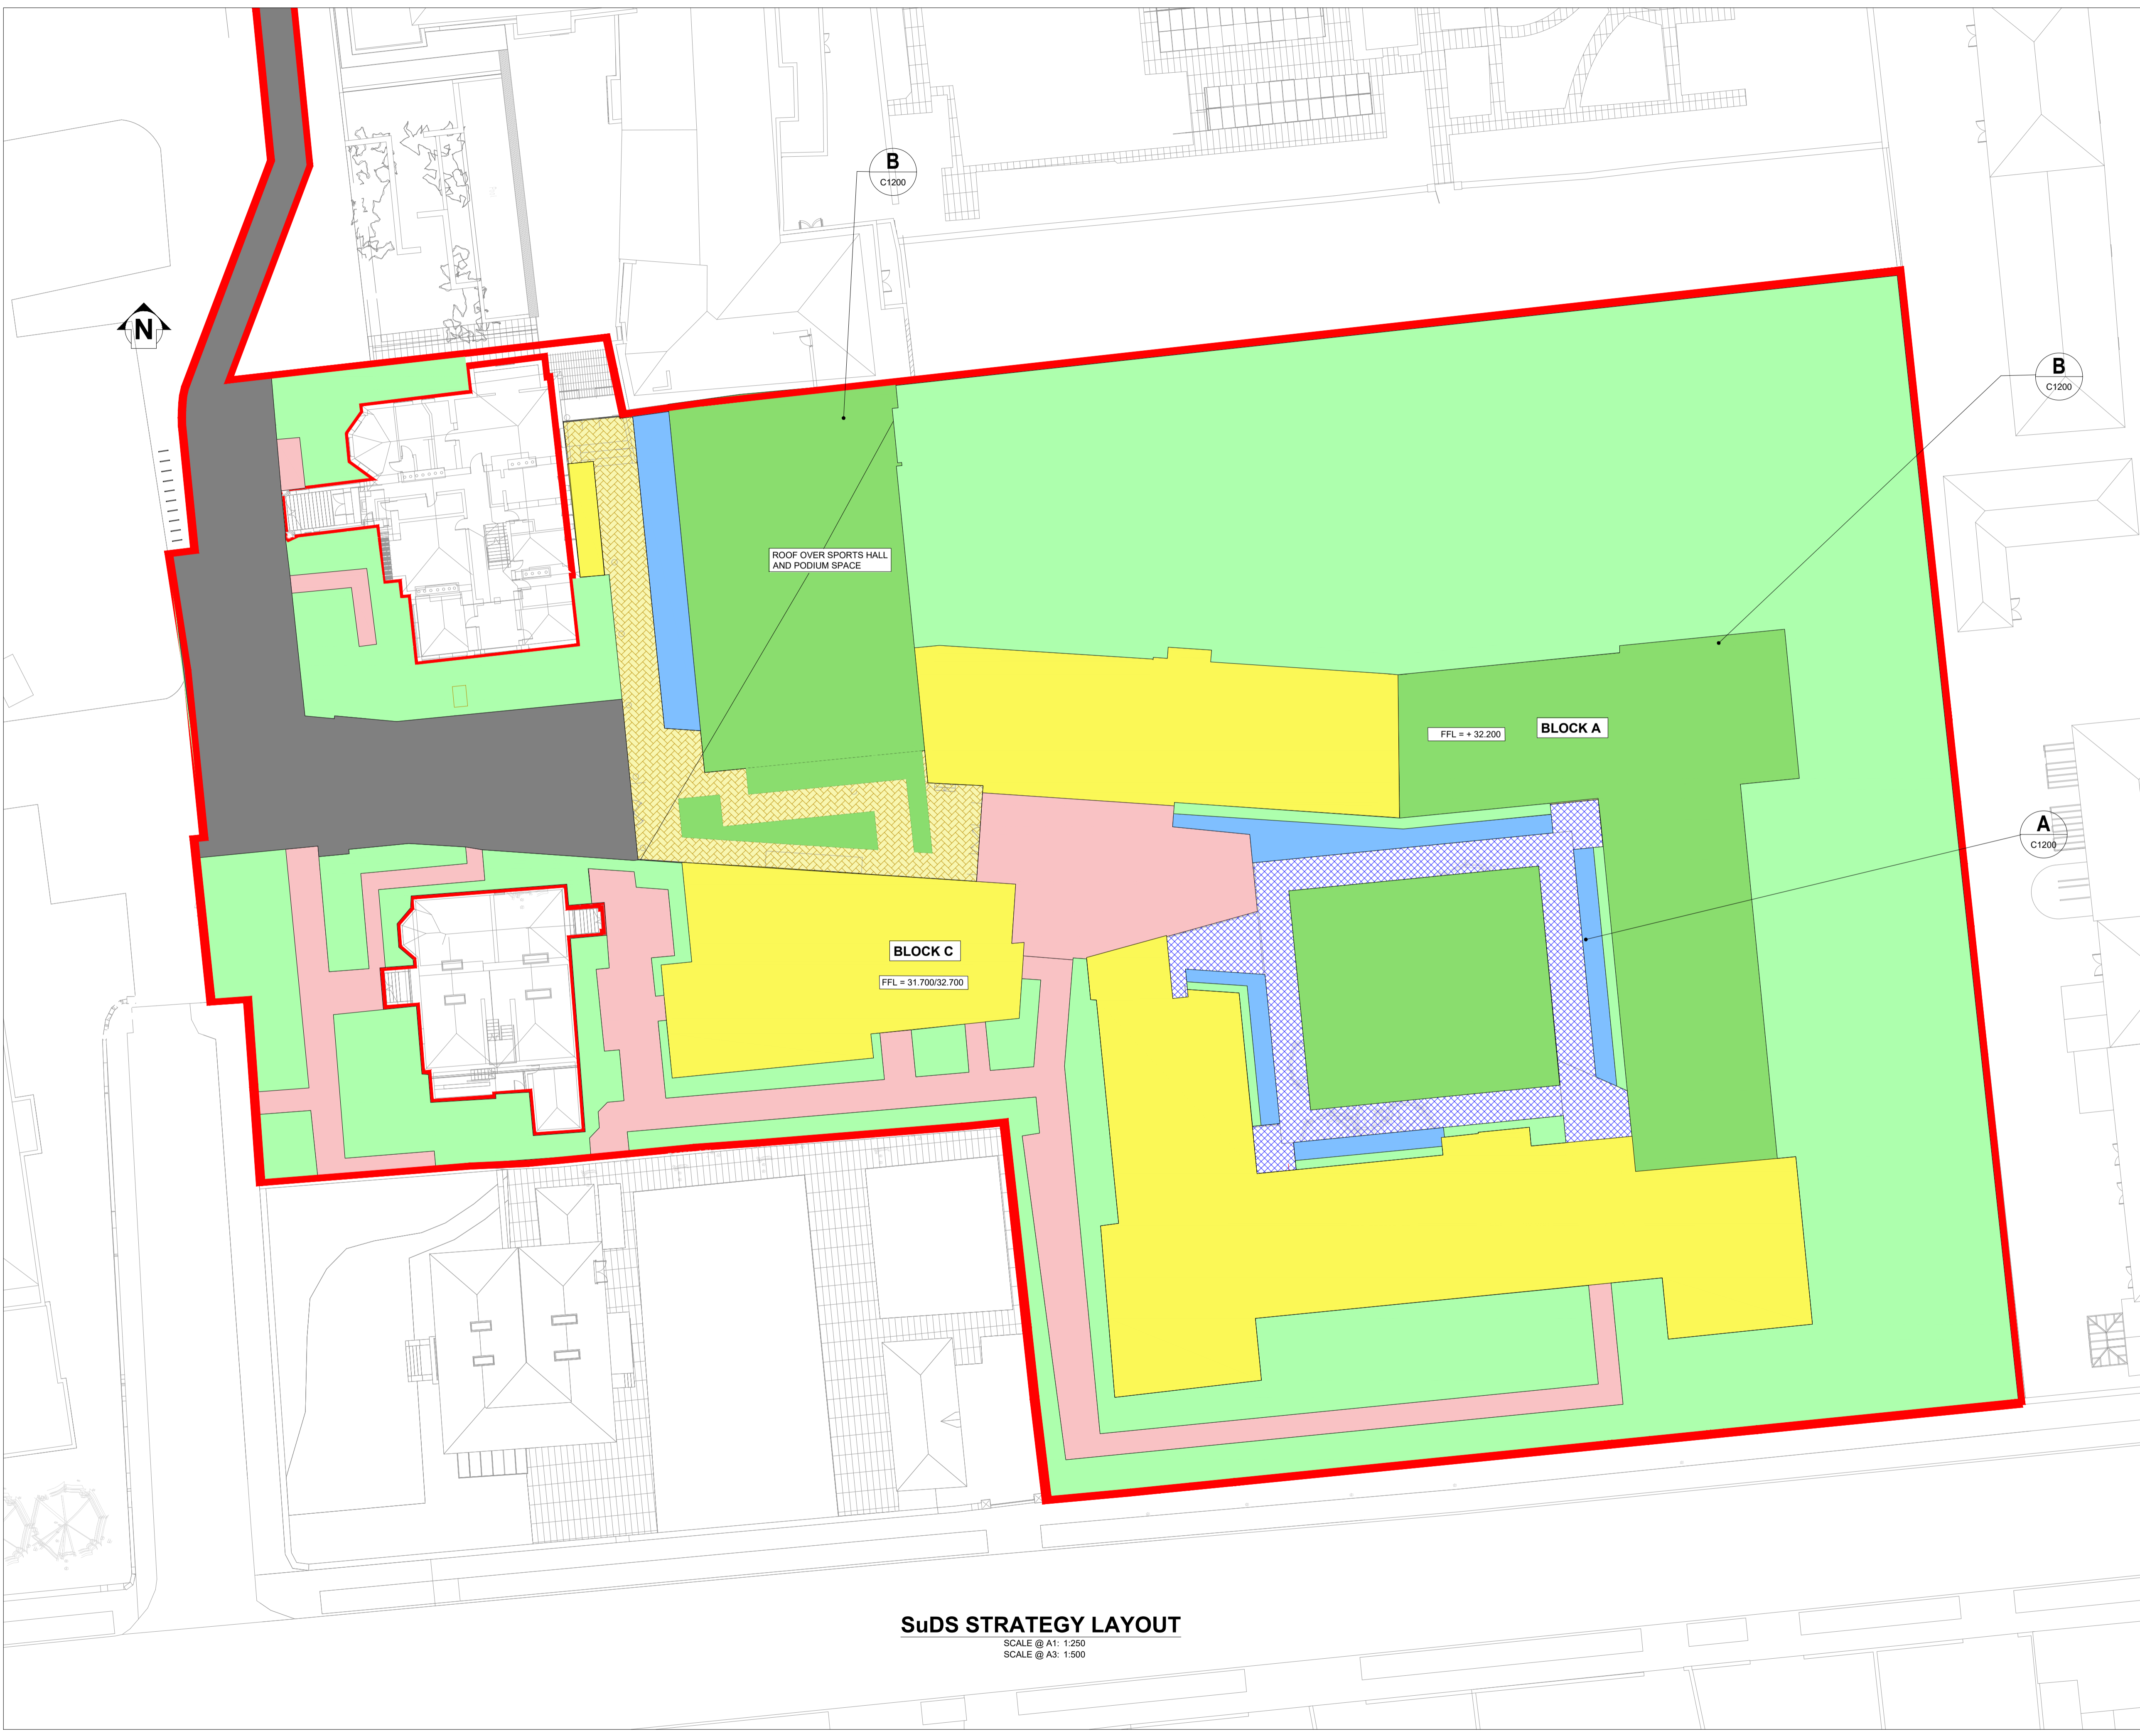 B
C1200
N
B
C1200
ROOF OVER SPORTS HALL
AND PODIUM SPACE
FFL = + 32.200
BLOCK A
A
C1200
BLOCK C
FFL = 31.700/32.700
SuDS STRATEGY LAYOUT
SCALE @ A1: 1:250
SCALE @ A3: 1:500